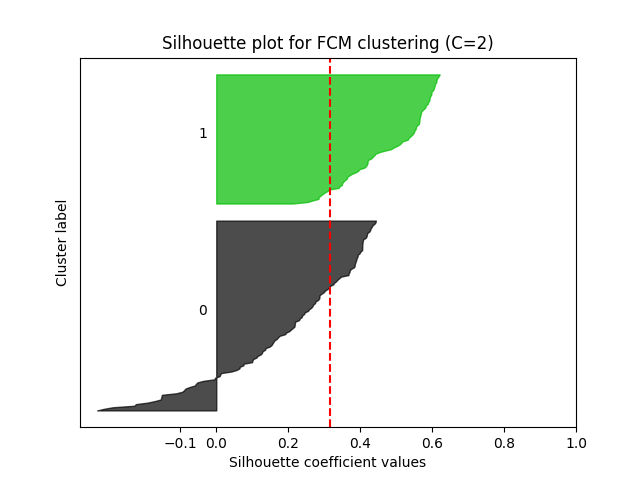 Silhouette plot for FCM clustering (C=2)
1
Cluster label
0
−0.1 0.0 0.2 0.4 0.6 0.8 1.0
Silhouette coefficient values